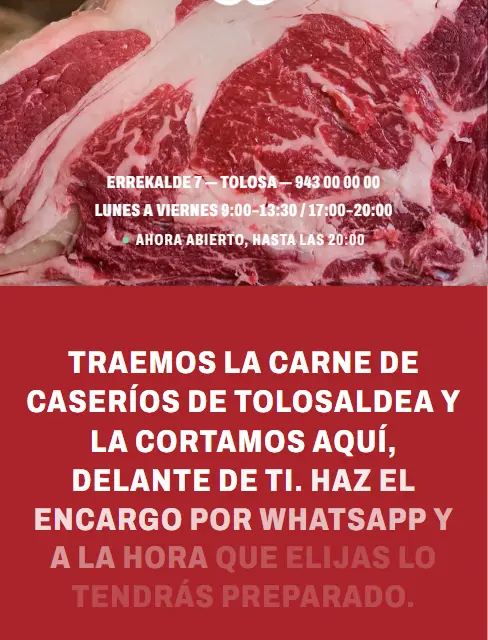 ERREKALDE 7 — TOLOSA — 943 00 00 00
LUNES A VIERNES 9:00–13:30 / 17:00–20:00
AHORA ABIERTO, HASTA LAS 20:00
TRAEMOS LA CARNE DE
CASERÍOS DE TOLOSALDEA Y
LA CORTAMOS AQUÍ,
DELANTE DE TI. HAZ EL
ENCARGO POR WHATSAPP Y
A LA HORA QUE ELIJAS LO
TENDRÁS PREPARADO.